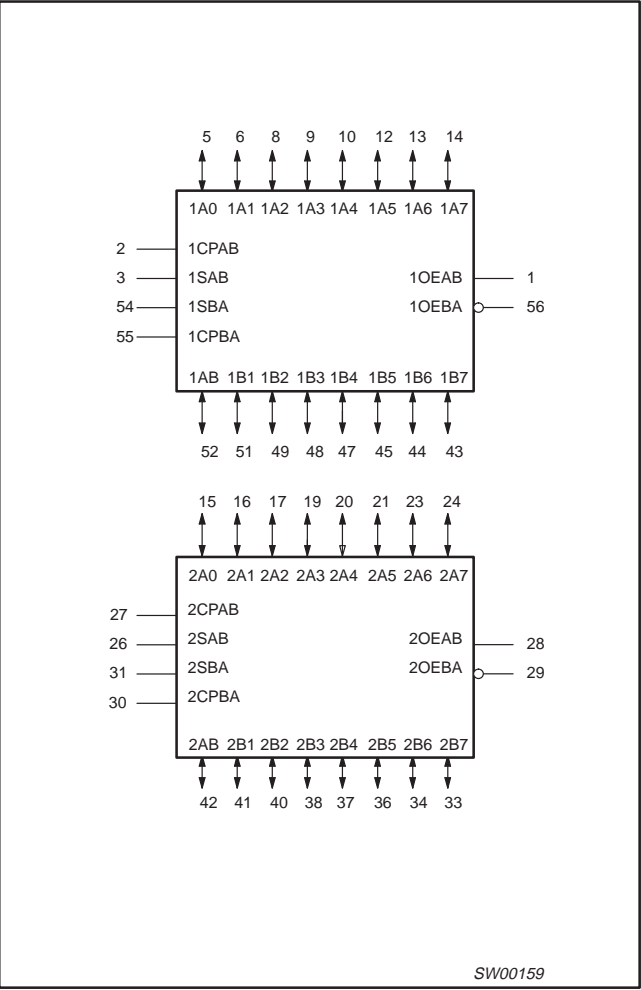 5 6 8 9 10 12 13 14
1A0 1A1 1A2 1A3 1A4 1A5 1A6 1A7
2 1CPAB
3 1SAB 1OEAB 1
54 1SBA 1OEBA 56
55 1CPBA
1AB 1B1 1B2 1B3 1B4 1B5 1B6 1B7
52 51 49 48 47 45 44 43
15 16 17 19 20 21 23 24
2A0 2A1 2A2 2A3 2A4 2A5 2A6 2A7
27 2CPAB
26 2SAB 2OEAB 28
31 2SBA 2OEBA 29
30 2CPBA
2AB 2B1 2B2 2B3 2B4 2B5 2B6 2B7
42 41 40 38 37 36 34 33
SW00159